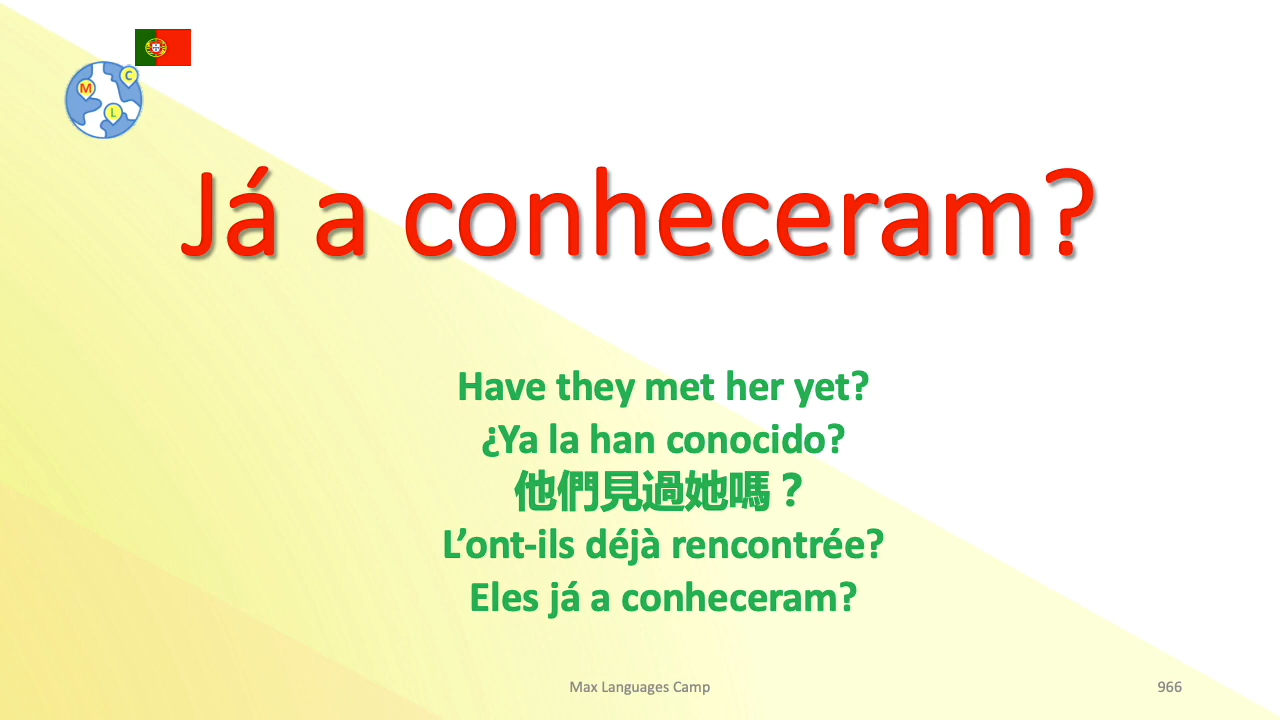 M
C
L
Já a conheceram?
Have they met her yet?
¿Ya la han conocido?
他們見過她嗎？
L’ont-ils déjà rencontrée?
Eles já a conheceram?
Max Languages Camp
966